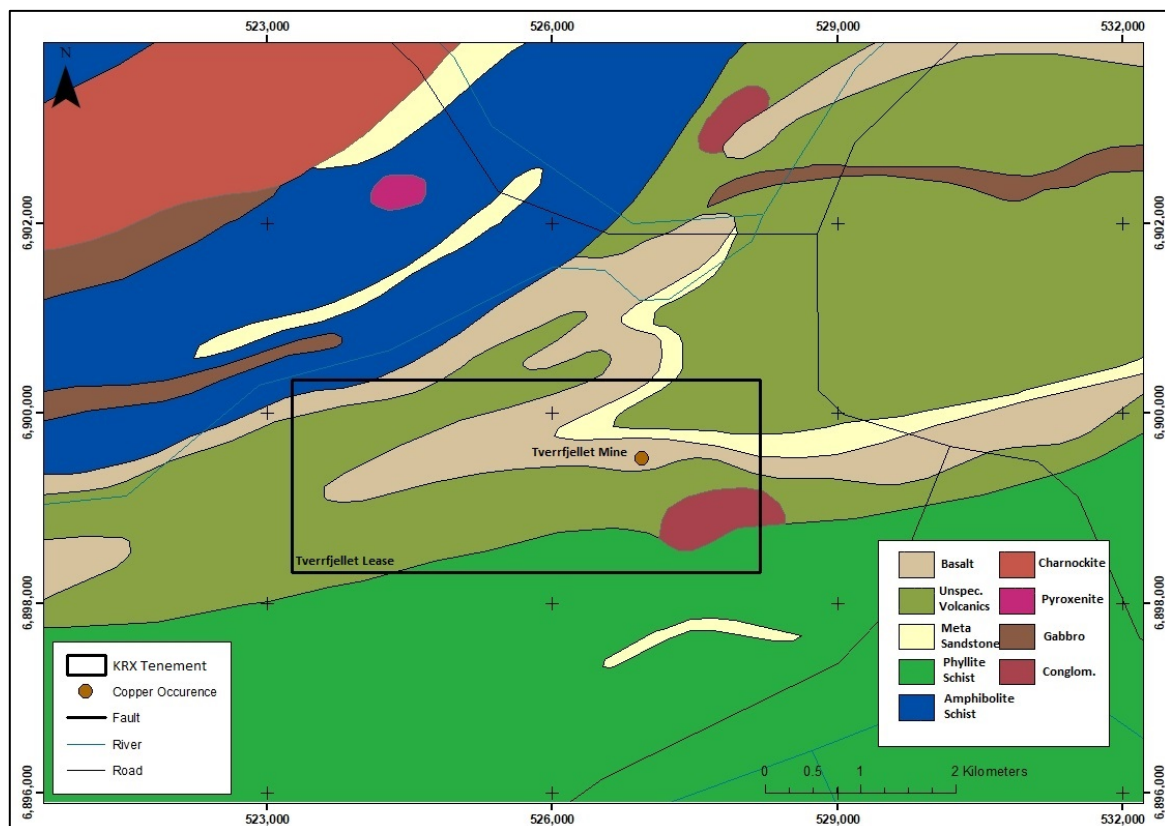 523,000 526,000 529,000 532,000
N
6,902,000 6,902,000
6,900,000 6,900,000
Tverrfjellet Mine
Tverrfjellet Lease
6,898,000 6,898,000
Basalt Charnockite
Unspec. Pyroxenite
Volcanics
Meta Gabbro
Sandstone
Phyllite Conglom.
Schist
Amphibolite
Schist
KRX Tenement
Copper Occurence
Fault
River
Road
0 0.5 1 2 Kilometers
6,896,000 6,896,000
523,000 526,000 529,000 532,000